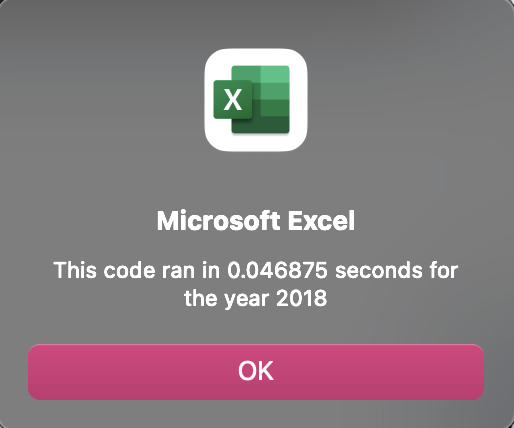 X
Microsoft Excel
This code ran in 0.046875 seconds for
the year 2018
OK